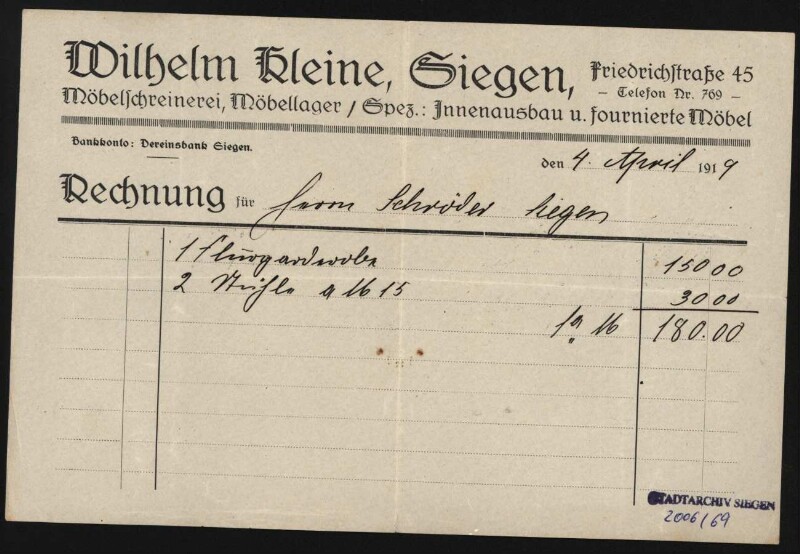 Wilhelm Kleine, Siegen, Friedrichstraße 45
– Telefon Nr. 769 –
Möbelschreinerei, Möbellager / Spez.: Innenausbau u. fournierte Möbel
Bankkonto: Vereinsbank Siegen.
den 4. April 1919
Rechnung für Herrn Schröder Siegen
1 Flurgarderobe 150 00
2 Stühle a M 15 30 00
M 180.00
STADTARCHIV SIEGEN
2006/69